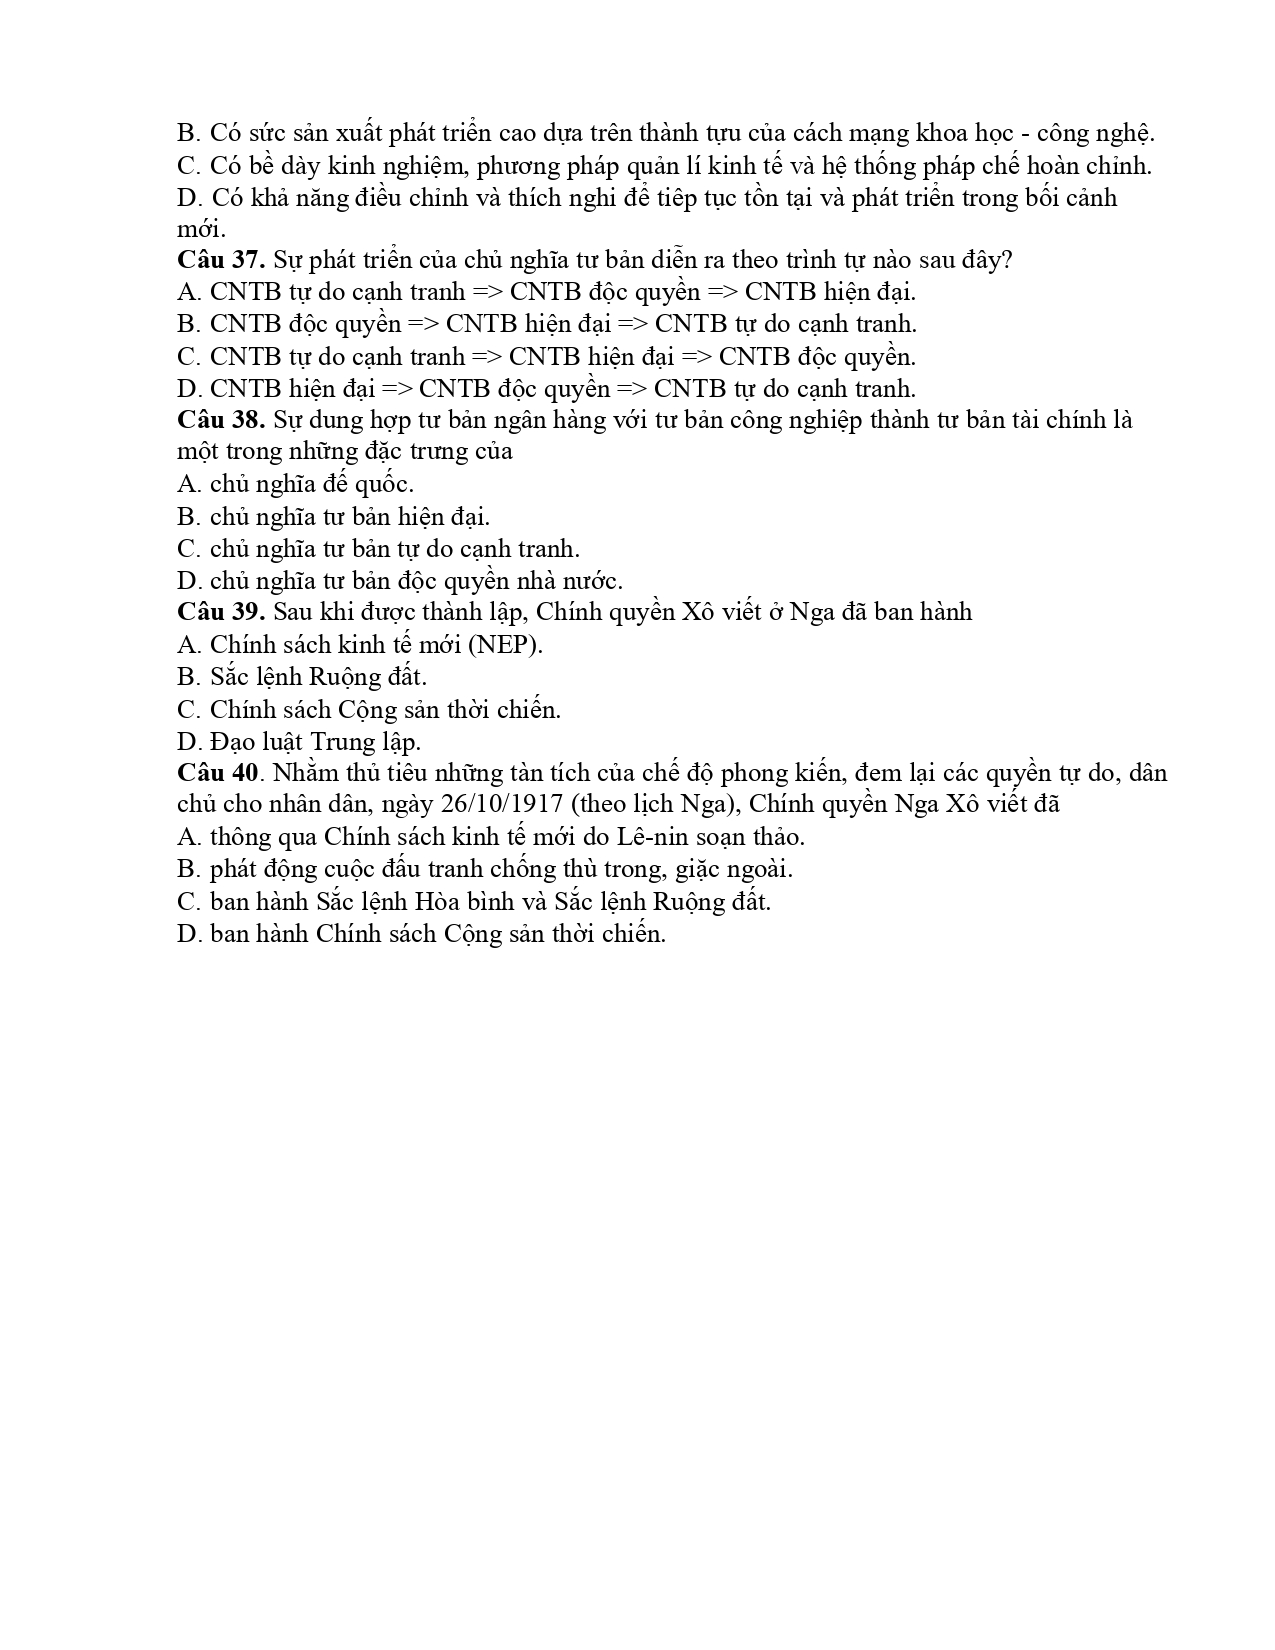 B. Có sức sản xuất phát triển cao dựa trên thành tựu của cách mạng khoa học - công nghệ.
C. Có bề dày kinh nghiệm, phương pháp quản lí kinh tế và hệ thống pháp chế hoàn chỉnh.
D. Có khả năng điều chỉnh và thích nghi để tiêp tục tồn tại và phát triển trong bối cảnh
mới.
Câu 37. Sự phát triển của chủ nghĩa tư bản diễn ra theo trình tự nào sau đây?
A. CNTB tự do cạnh tranh => CNTB độc quyền => CNTB hiện đại.
B. CNTB độc quyền => CNTB hiện đại => CNTB tự do cạnh tranh.
C. CNTB tự do cạnh tranh => CNTB hiện đại => CNTB độc quyền.
D. CNTB hiện đại => CNTB độc quyền => CNTB tự do cạnh tranh.
Câu 38. Sự dung hợp tư bản ngân hàng với tư bản công nghiệp thành tư bản tài chính là
một trong những đặc trưng của
A. chủ nghĩa đế quốc.
B. chủ nghĩa tư bản hiện đại.
C. chủ nghĩa tư bản tự do cạnh tranh.
D. chủ nghĩa tư bản độc quyền nhà nước.
Câu 39. Sau khi được thành lập, Chính quyền Xô viết ở Nga đã ban hành
A. Chính sách kinh tế mới (NEP).
B. Sắc lệnh Ruộng đất.
C. Chính sách Cộng sản thời chiến.
D. Đạo luật Trung lập.
Câu 40. Nhằm thủ tiêu những tàn tích của chế độ phong kiến, đem lại các quyền tự do, dân
chủ cho nhân dân, ngày 26/10/1917 (theo lịch Nga), Chính quyền Nga Xô viết đã
A. thông qua Chính sách kinh tế mới do Lê-nin soạn thảo.
B. phát động cuộc đấu tranh chống thù trong, giặc ngoài.
C. ban hành Sắc lệnh Hòa bình và Sắc lệnh Ruộng đất.
D. ban hành Chính sách Cộng sản thời chiến.